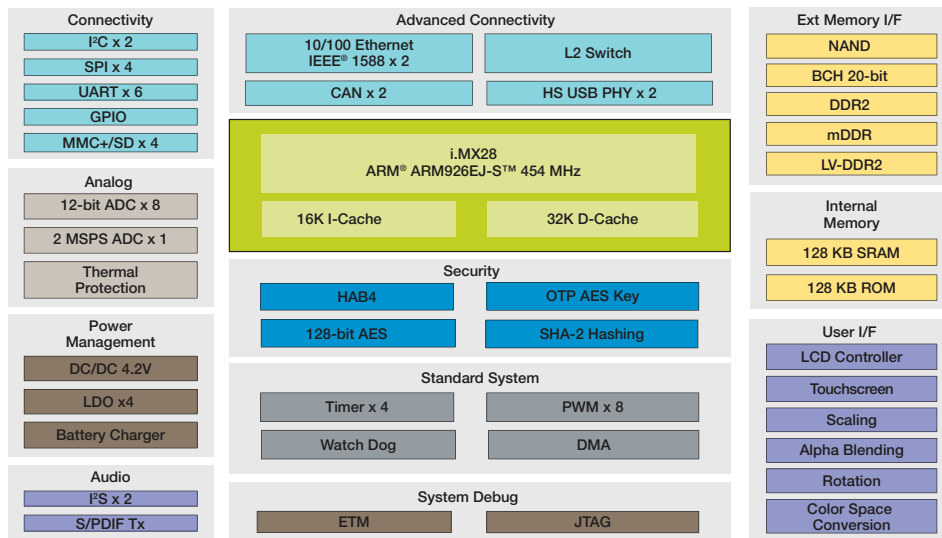 Connectivity
I²C x 2
SPI x 4
UART x 6
GPIO
MMC+/SD x 4
Analog
12-bit ADC x 8
2 MSPS ADC x 1
Thermal
Protection
Power
Management
DC/DC 4.2V
LDO x4
Battery Charger
Audio
I²S x 2
S/PDIF Tx
Advanced Connectivity
10/100 Ethernet
IEEE® 1588 x 2
L2 Switch
CAN x 2
HS USB PHY x 2
i.MX28
ARM® ARM926EJ-S™ 454 MHz
16K I-Cache
32K D-Cache
Security
HAB4
OTP AES Key
128-bit AES
SHA-2 Hashing
Standard System
Timer x 4
PWM x 8
Watch Dog
DMA
System Debug
ETM
JTAG
Ext Memory I/F
NAND
BCH 20-bit
DDR2
mDDR
LV-DDR2
Internal
Memory
128 KB SRAM
128 KB ROM
User I/F
LCD Controller
Touchscreen
Scaling
Alpha Blending
Rotation
Color Space
Conversion